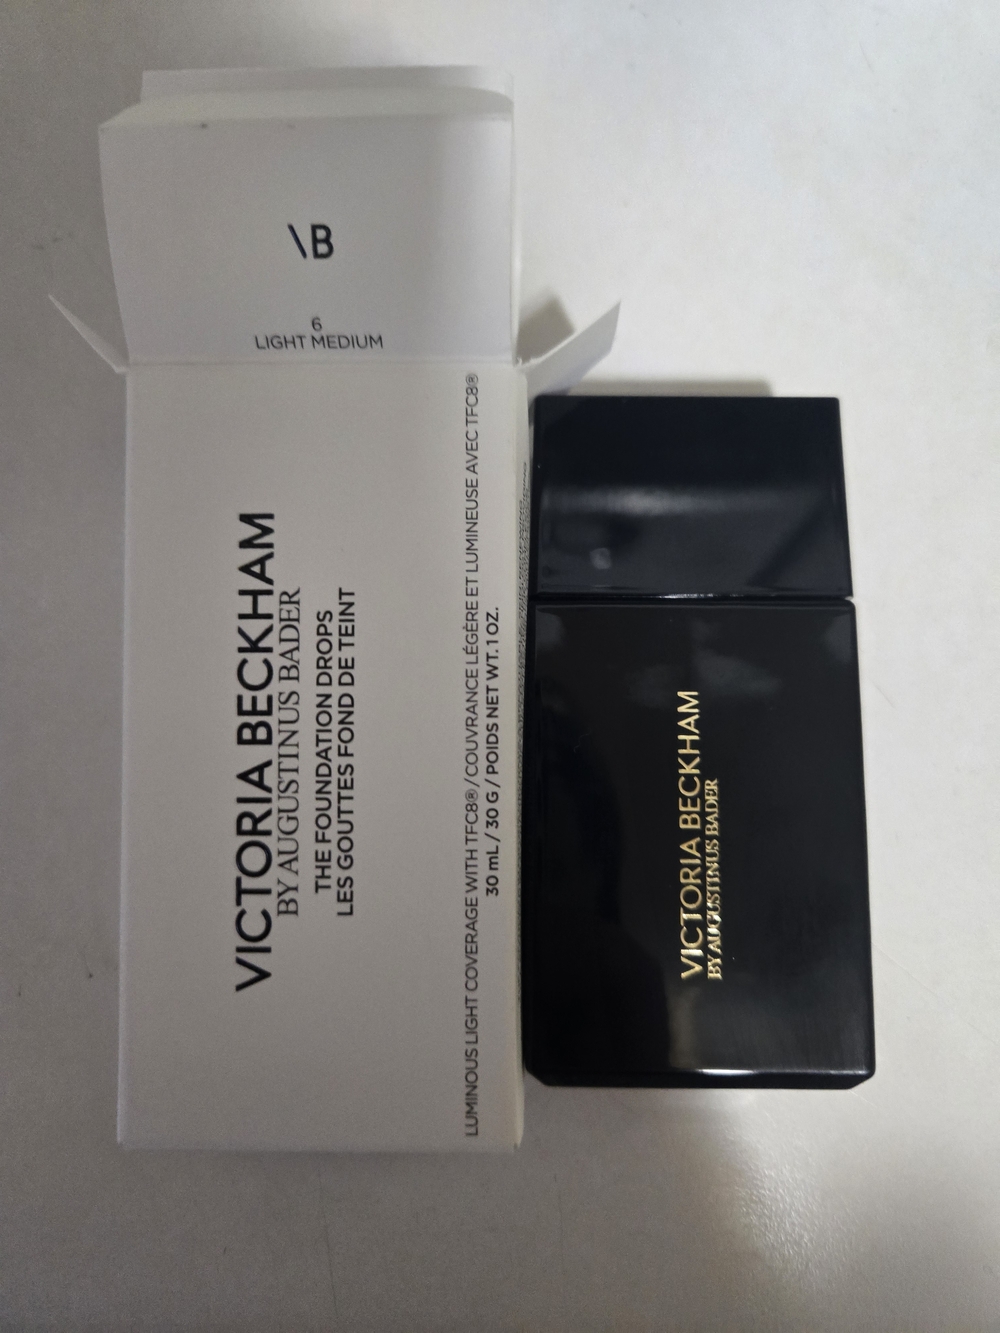 \B
6
LIGHT MEDIUM
VICTORIA BECKHAM
BY AUGUSTINUS BADER
THE FOUNDATION DROPS
LES GOUTTES FOND DE TEINT
LUMINOUS LIGHT COVERAGE WITH TFC8® / COUVRANCE LÉGÈRE ET LUMINEUSE AVEC TFC8®
30 mL / 30 G / POIDS NET WT. 1 OZ.
VICTORIA BECKHAM
BY AUGUSTINUS BADER